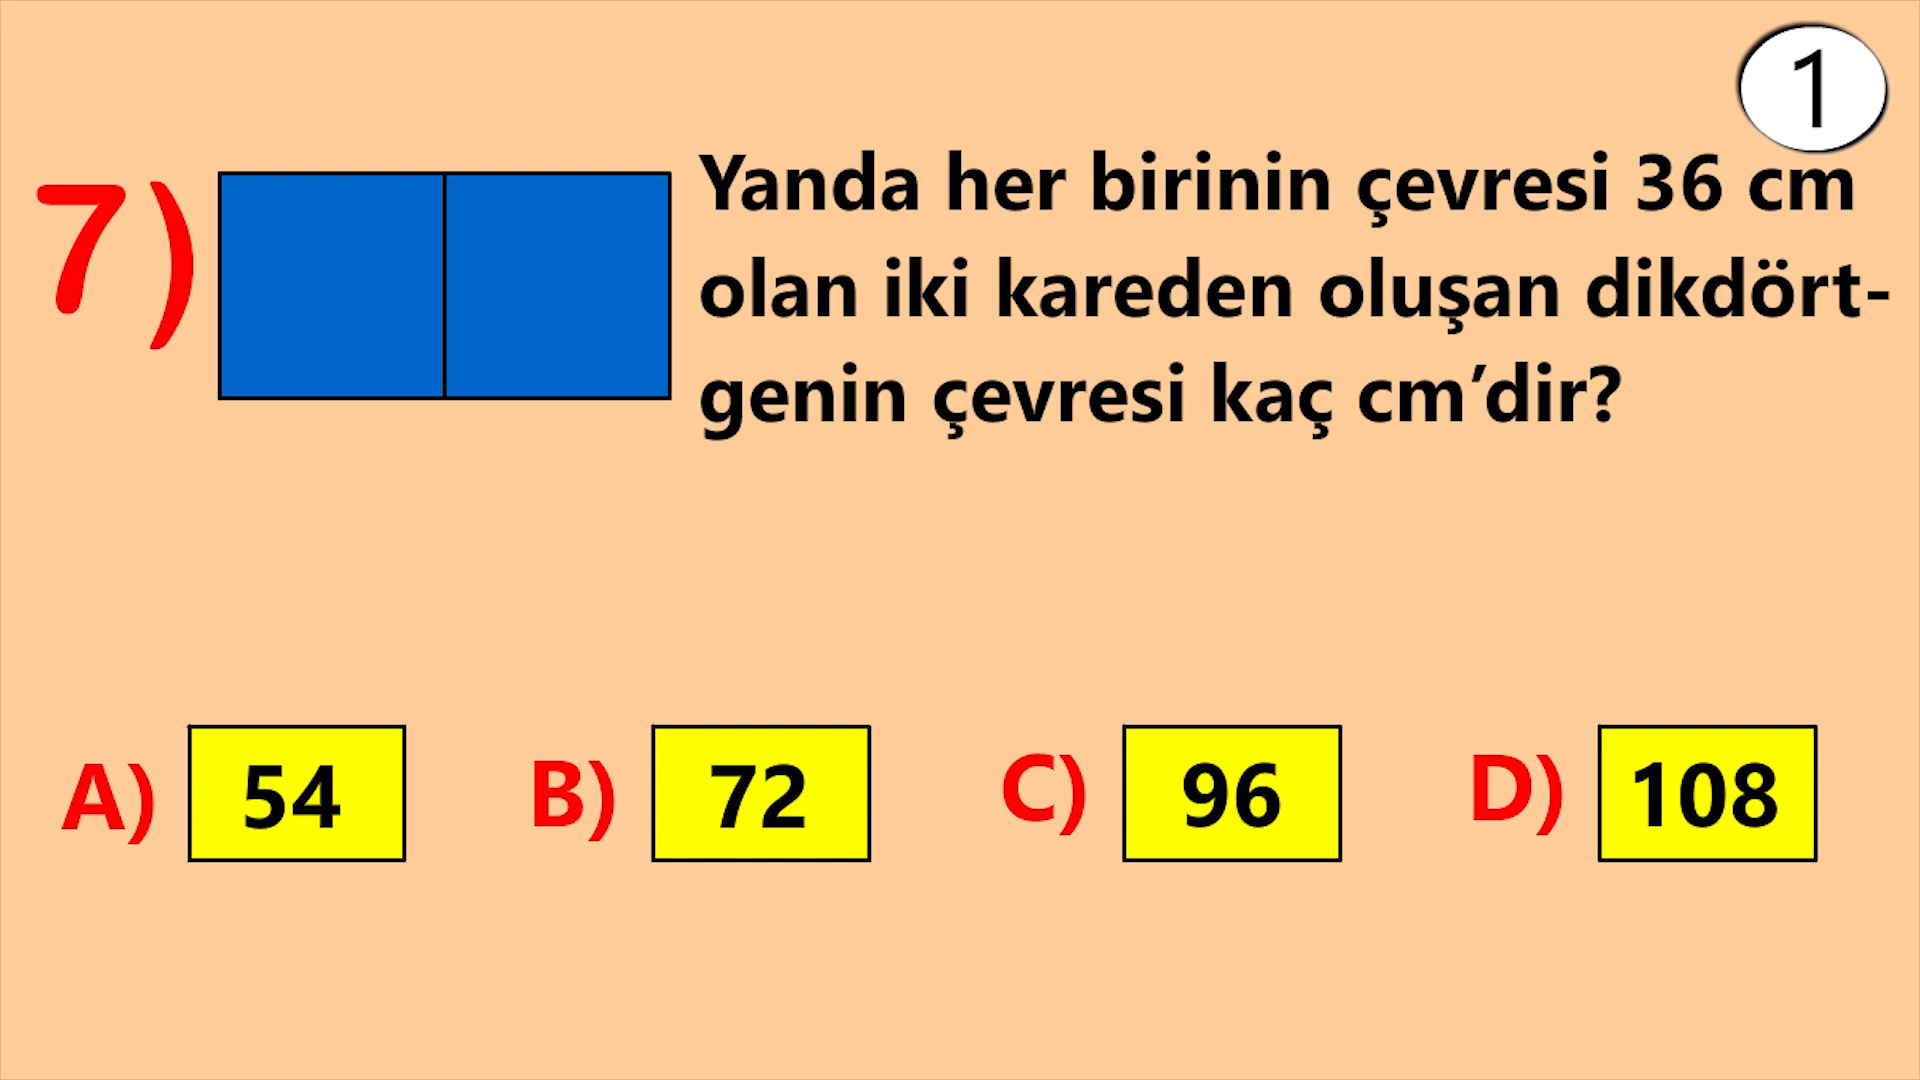 1
7)
Yanda her birinin çevresi 36 cm
olan iki kareden oluşan dikdört-
genin çevresi kaç cm’dir?
A) 54 B) 72 C) 96 D) 108